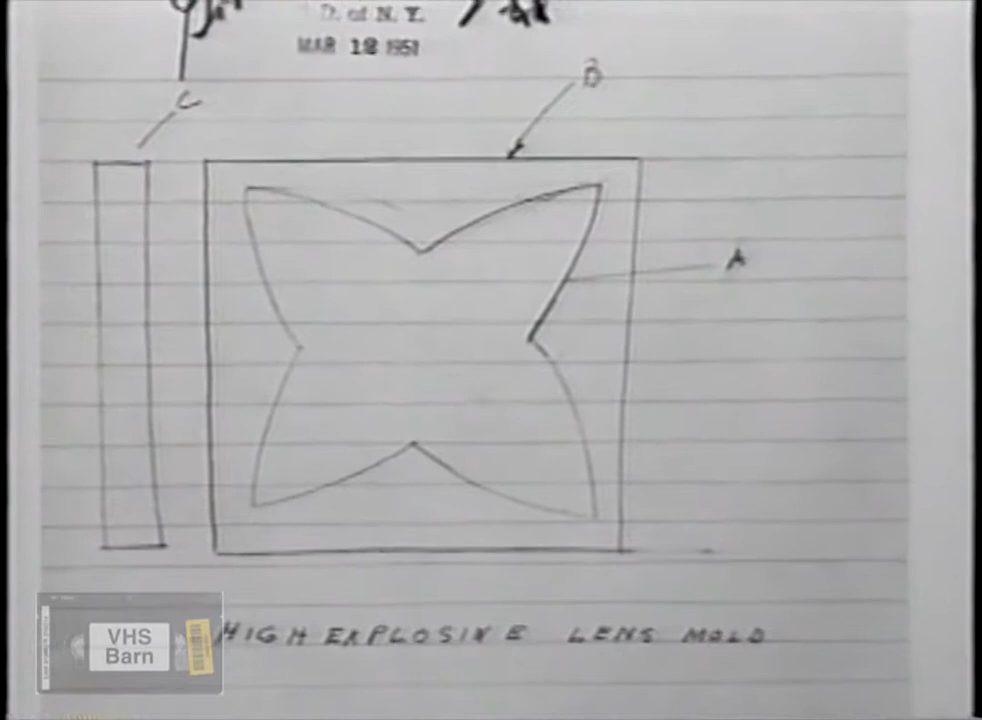 D. of N. Y.
MAR 12 1951
B
C
A
HIGH EXPLOSIVE LENS MOLD
VHS
Barn